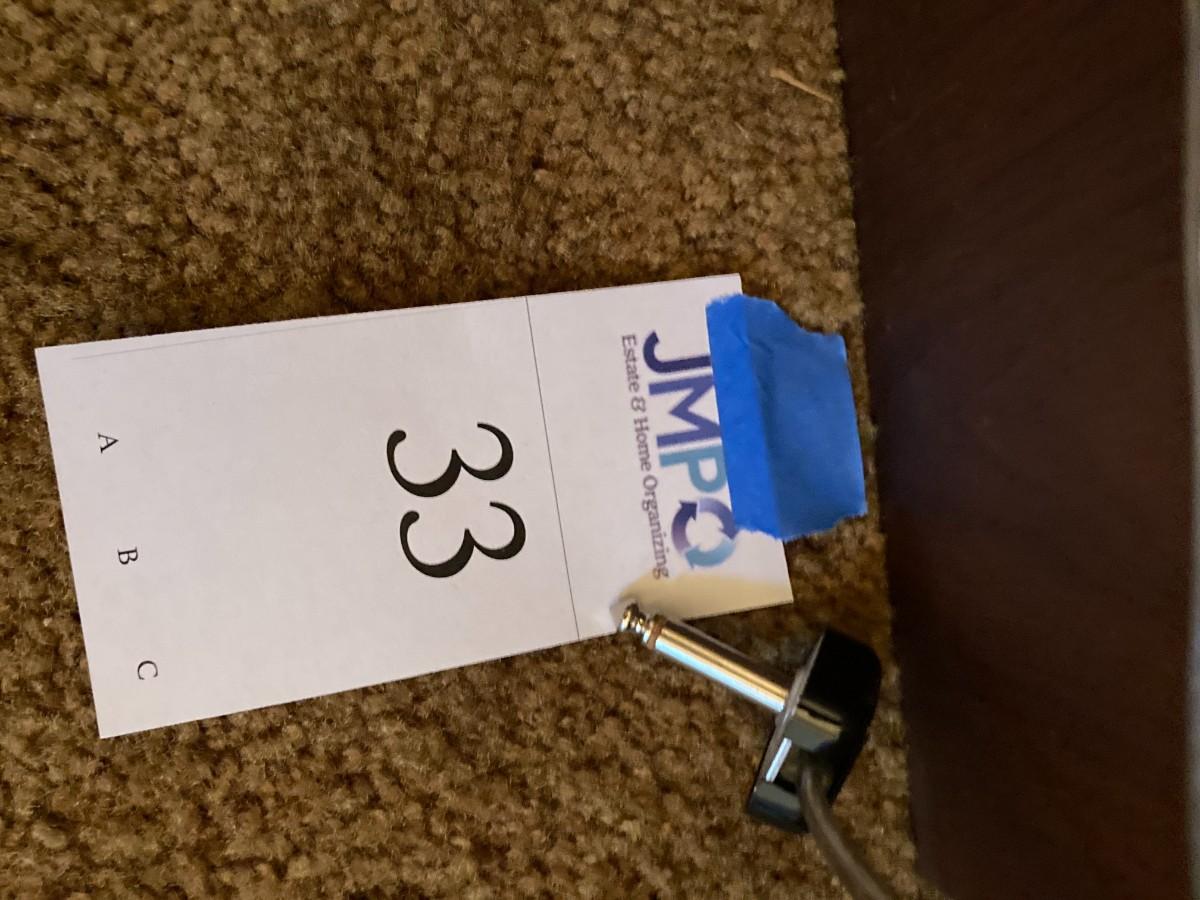 JMPO
Estate & Home Organizing
33
A B C